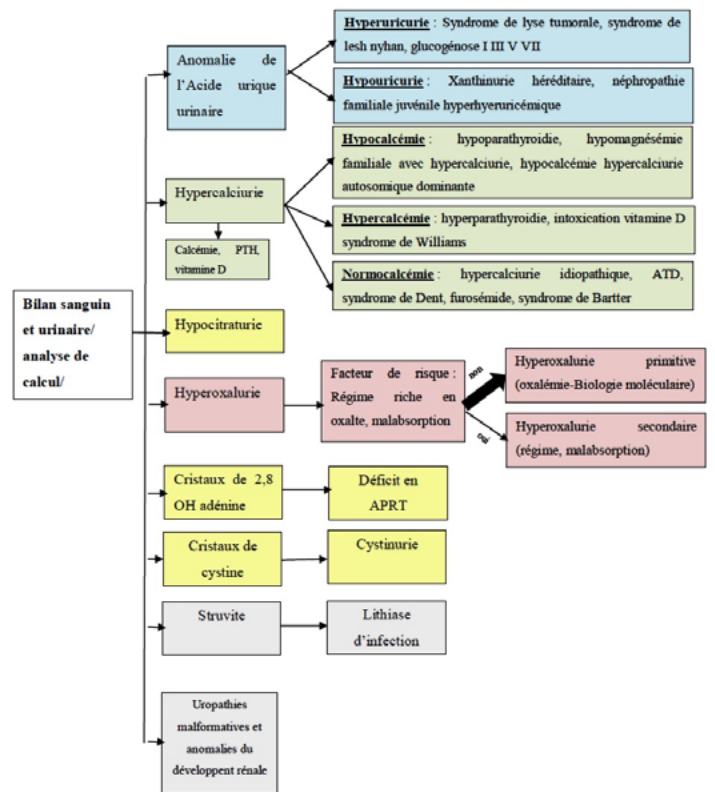 Bilan sanguin
et urinaire/
analyse de
calcul/
Anomalie de
l'Acide urique
urinaire
Hyperuricurie : Syndrome de lyse tumorale, syndrome de
lesh nyhan, glucogénose I III V VII
Hypouricurie : Xanthinurie héréditaire, néphropathie
familiale juvénile hyperhyeruricémique
Hypercalciurie
Calcémie, PTH,
vitamine D
Hypocalcémie : hypoparathyroidie, hypomagnésémie
familiale avec hypercalciurie, hypocalcémie hypercalciurie
autosomique dominante
Hypercalcémie : hyperparathyroidie, intoxication vitamine D
syndrome de Williams
Normocalcémie : hypercalciurie idiopathique, ATD,
syndrome de Dent, furosémide, syndrome de Bartter
Hypocitraturie
Hyperoxalurie
Facteur de risque :
Régime riche en
oxalte, malabsorption
non
Hyperoxalurie primitive
(oxalémie-Biologie moléculaire)
oui
Hyperoxalurie secondaire
(régime, malabsorption)
Cristaux de 2,8
OH adénine
Déficit en
APRT
Cristaux de
cystine
Cystinurie
Struvite
Lithiase
d'infection
Uropathies
malformatives et
anomalies du
développent rénale